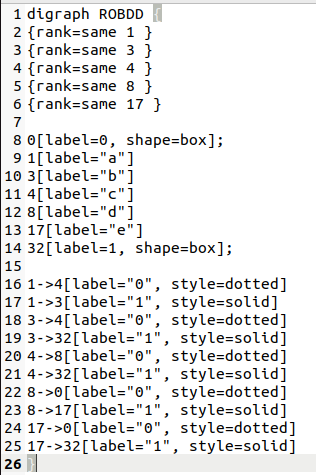 1 digraph ROBDD {
2 {rank=same 1 }
3 {rank=same 3 }
4 {rank=same 4 }
5 {rank=same 8 }
6 {rank=same 17 }
7
8 0[label=0, shape=box];
9 1[label="a"]
10 3[label="b"]
11 4[label="c"]
12 8[label="d"]
13 17[label="e"]
14 32[label=1, shape=box];
15
16 1->4[label="0", style=dotted]
17 1->3[label="1", style=solid]
18 3->4[label="0", style=dotted]
19 3->32[label="1", style=solid]
20 4->8[label="0", style=dotted]
21 4->32[label="1", style=solid]
22 8->0[label="0", style=dotted]
23 8->17[label="1", style=solid]
24 17->0[label="0", style=dotted]
25 17->32[label="1", style=solid]
26 }